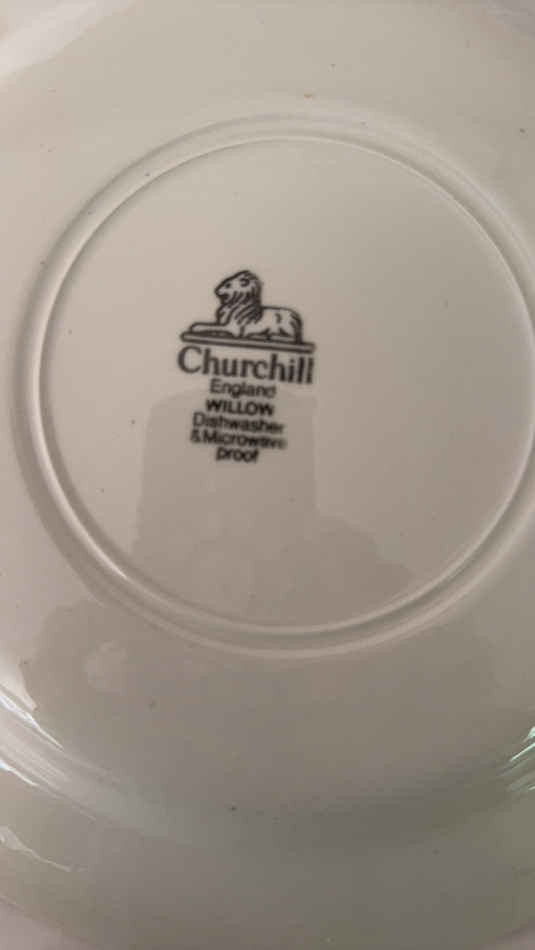 Churchill
England
WILLOW
Dishwasher
& Microwave
proof